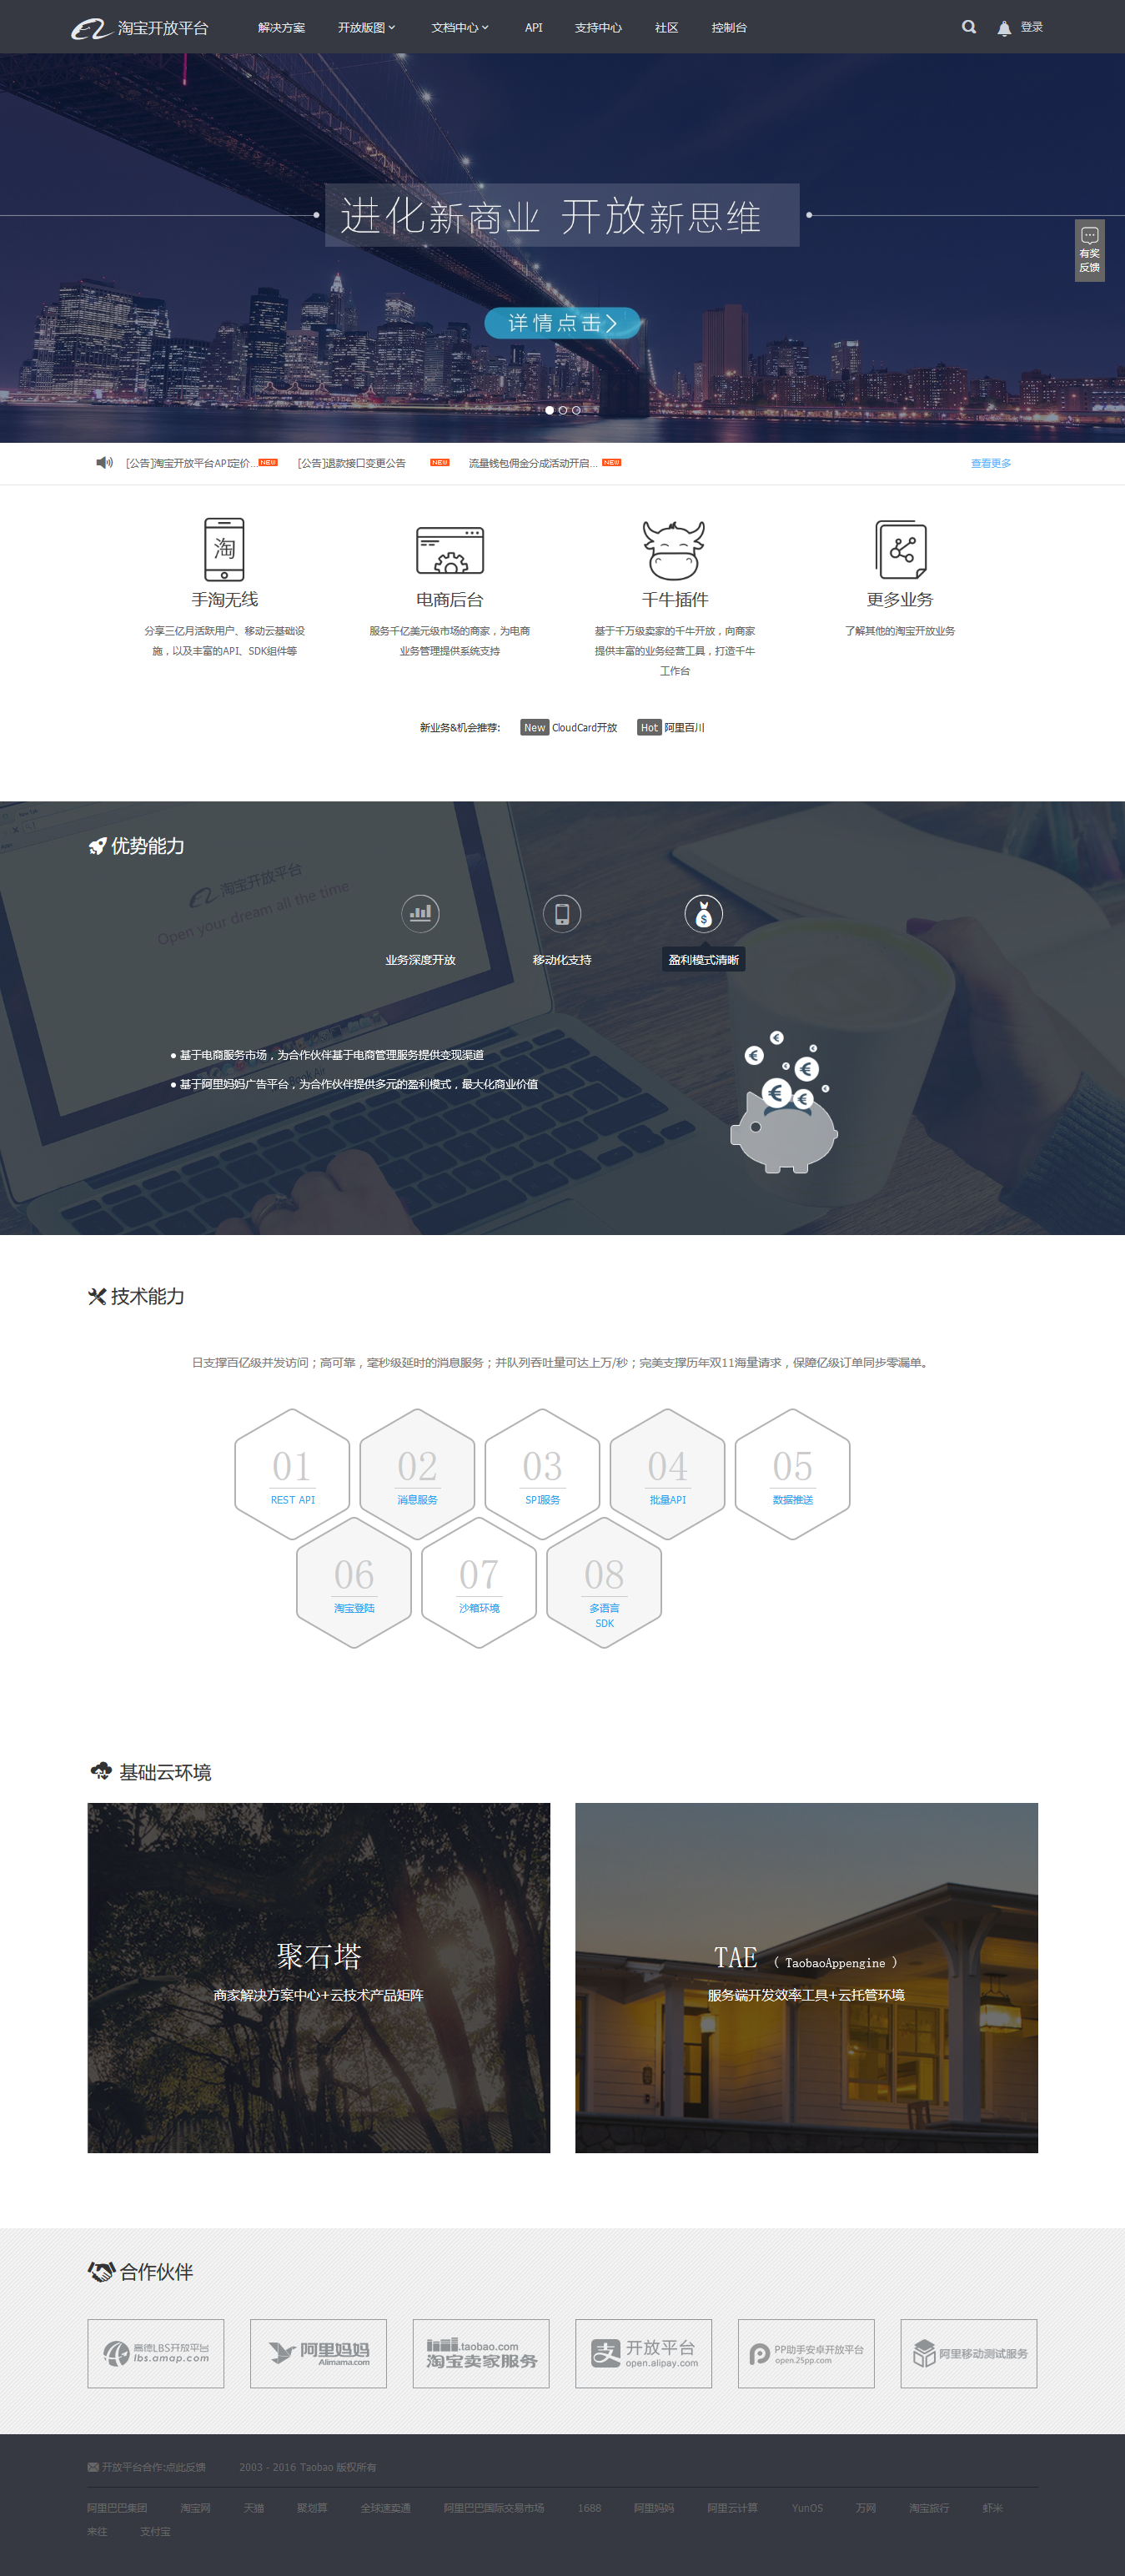 淘宝开放平台 解决方案 开放版图 文档中心 API 支持中心 社区 控制台 登录
进化新商业 开放新思维
有奖
反馈
详情点击
[公告]淘宝开放平台API定价... NEW [公告]退款接口变更公告 NEW 流量钱包佣金分成活动开启... NEW 查看更多
淘
手淘无线 电商后台 千牛插件 更多业务
分享三亿月活跃用户、移动云基础设
施，以及丰富的API、SDK组件等
服务千亿美元级市场的商家，为电商
业务管理提供系统支持
基于千万级卖家的千牛开放，向商家
提供丰富的业务经营工具，打造千牛
工作台
了解其他的淘宝开放业务
新业务&机会推荐: New CloudCard开放 Hot 阿里百川
优势能力
淘宝开放平台
Open your dream all the time
业务深度开放 移动化支持 盈利模式清晰
● 基于电商服务市场，为合作伙伴基于电商管理服务提供变现渠道
● 基于阿里妈妈广告平台，为合作伙伴提供多元的盈利模式，最大化商业价值
技术能力
日支撑百亿级并发访问；高可靠，毫秒级延时的消息服务；并队列吞吐量可达上万/秒；完美支撑历年双11海量请求，保障亿级订单同步零漏单。
01 02 03 04 05
REST API 消息服务 SPI服务 批量API 数据推送
06 07 08
淘宝登陆 沙箱环境 多语言
SDK
基础云环境
聚石塔
商家解决方案中心+云技术产品矩阵
TAE （ TaobaoAppengine ）
服务端开发效率工具+云托管环境
合作伙伴
高德LBS开放平台
lbs.amap.com
阿里妈妈
Alimama.com
.taobao.com
淘宝卖家服务
支 开放平台
open.alipay.com
PP助手安卓开放平台
open.25pp.com
阿里移动测试服务
开放平台合作:点此反馈 2003 - 2016 Taobao 版权所有
阿里巴巴集团 淘宝网 天猫 聚划算 全球速卖通 阿里巴巴国际交易市场 1688 阿里妈妈 阿里云计算 YunOS 万网 淘宝旅行 虾米
来往 支付宝